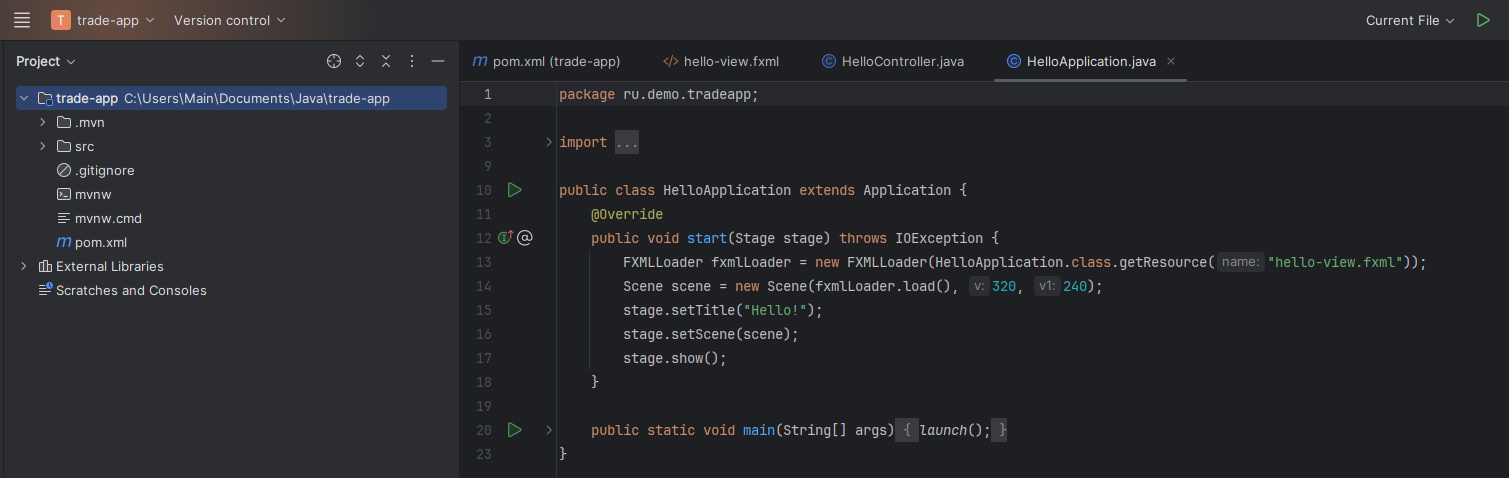 T trade-app Version control Current File
Project
pom.xml (trade-app) hello-view.fxml HelloController.java HelloApplication.java
trade-app C:\Users\Main\Documents\Java\trade-app
.mvn
src
.gitignore
mvnw
mvnw.cmd
pom.xml
External Libraries
Scratches and Consoles
1 package ru.demo.tradeapp;
2
3 import ...
9
10 public class HelloApplication extends Application {
11 @Override
12 public void start(Stage stage) throws IOException {
13 FXMLLoader fxmlLoader = new FXMLLoader(HelloApplication.class.getResource( name: "hello-view.fxml"));
14 Scene scene = new Scene(fxmlLoader.load(), v: 320, v1: 240);
15 stage.setTitle("Hello!");
16 stage.setScene(scene);
17 stage.show();
18 }
19
20 public static void main(String[] args) { launch(); }
23 }